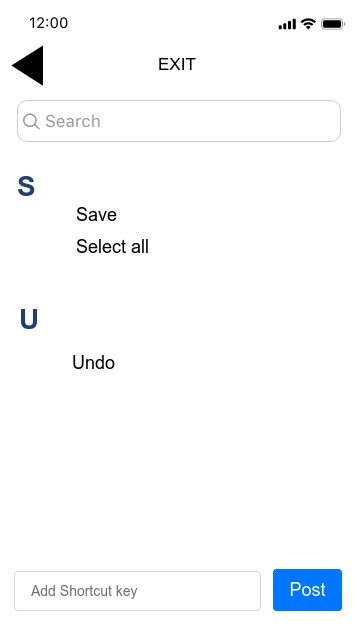 12:00
EXIT
Search
S
Save
Select all
U
Undo
Add Shortcut key
Post